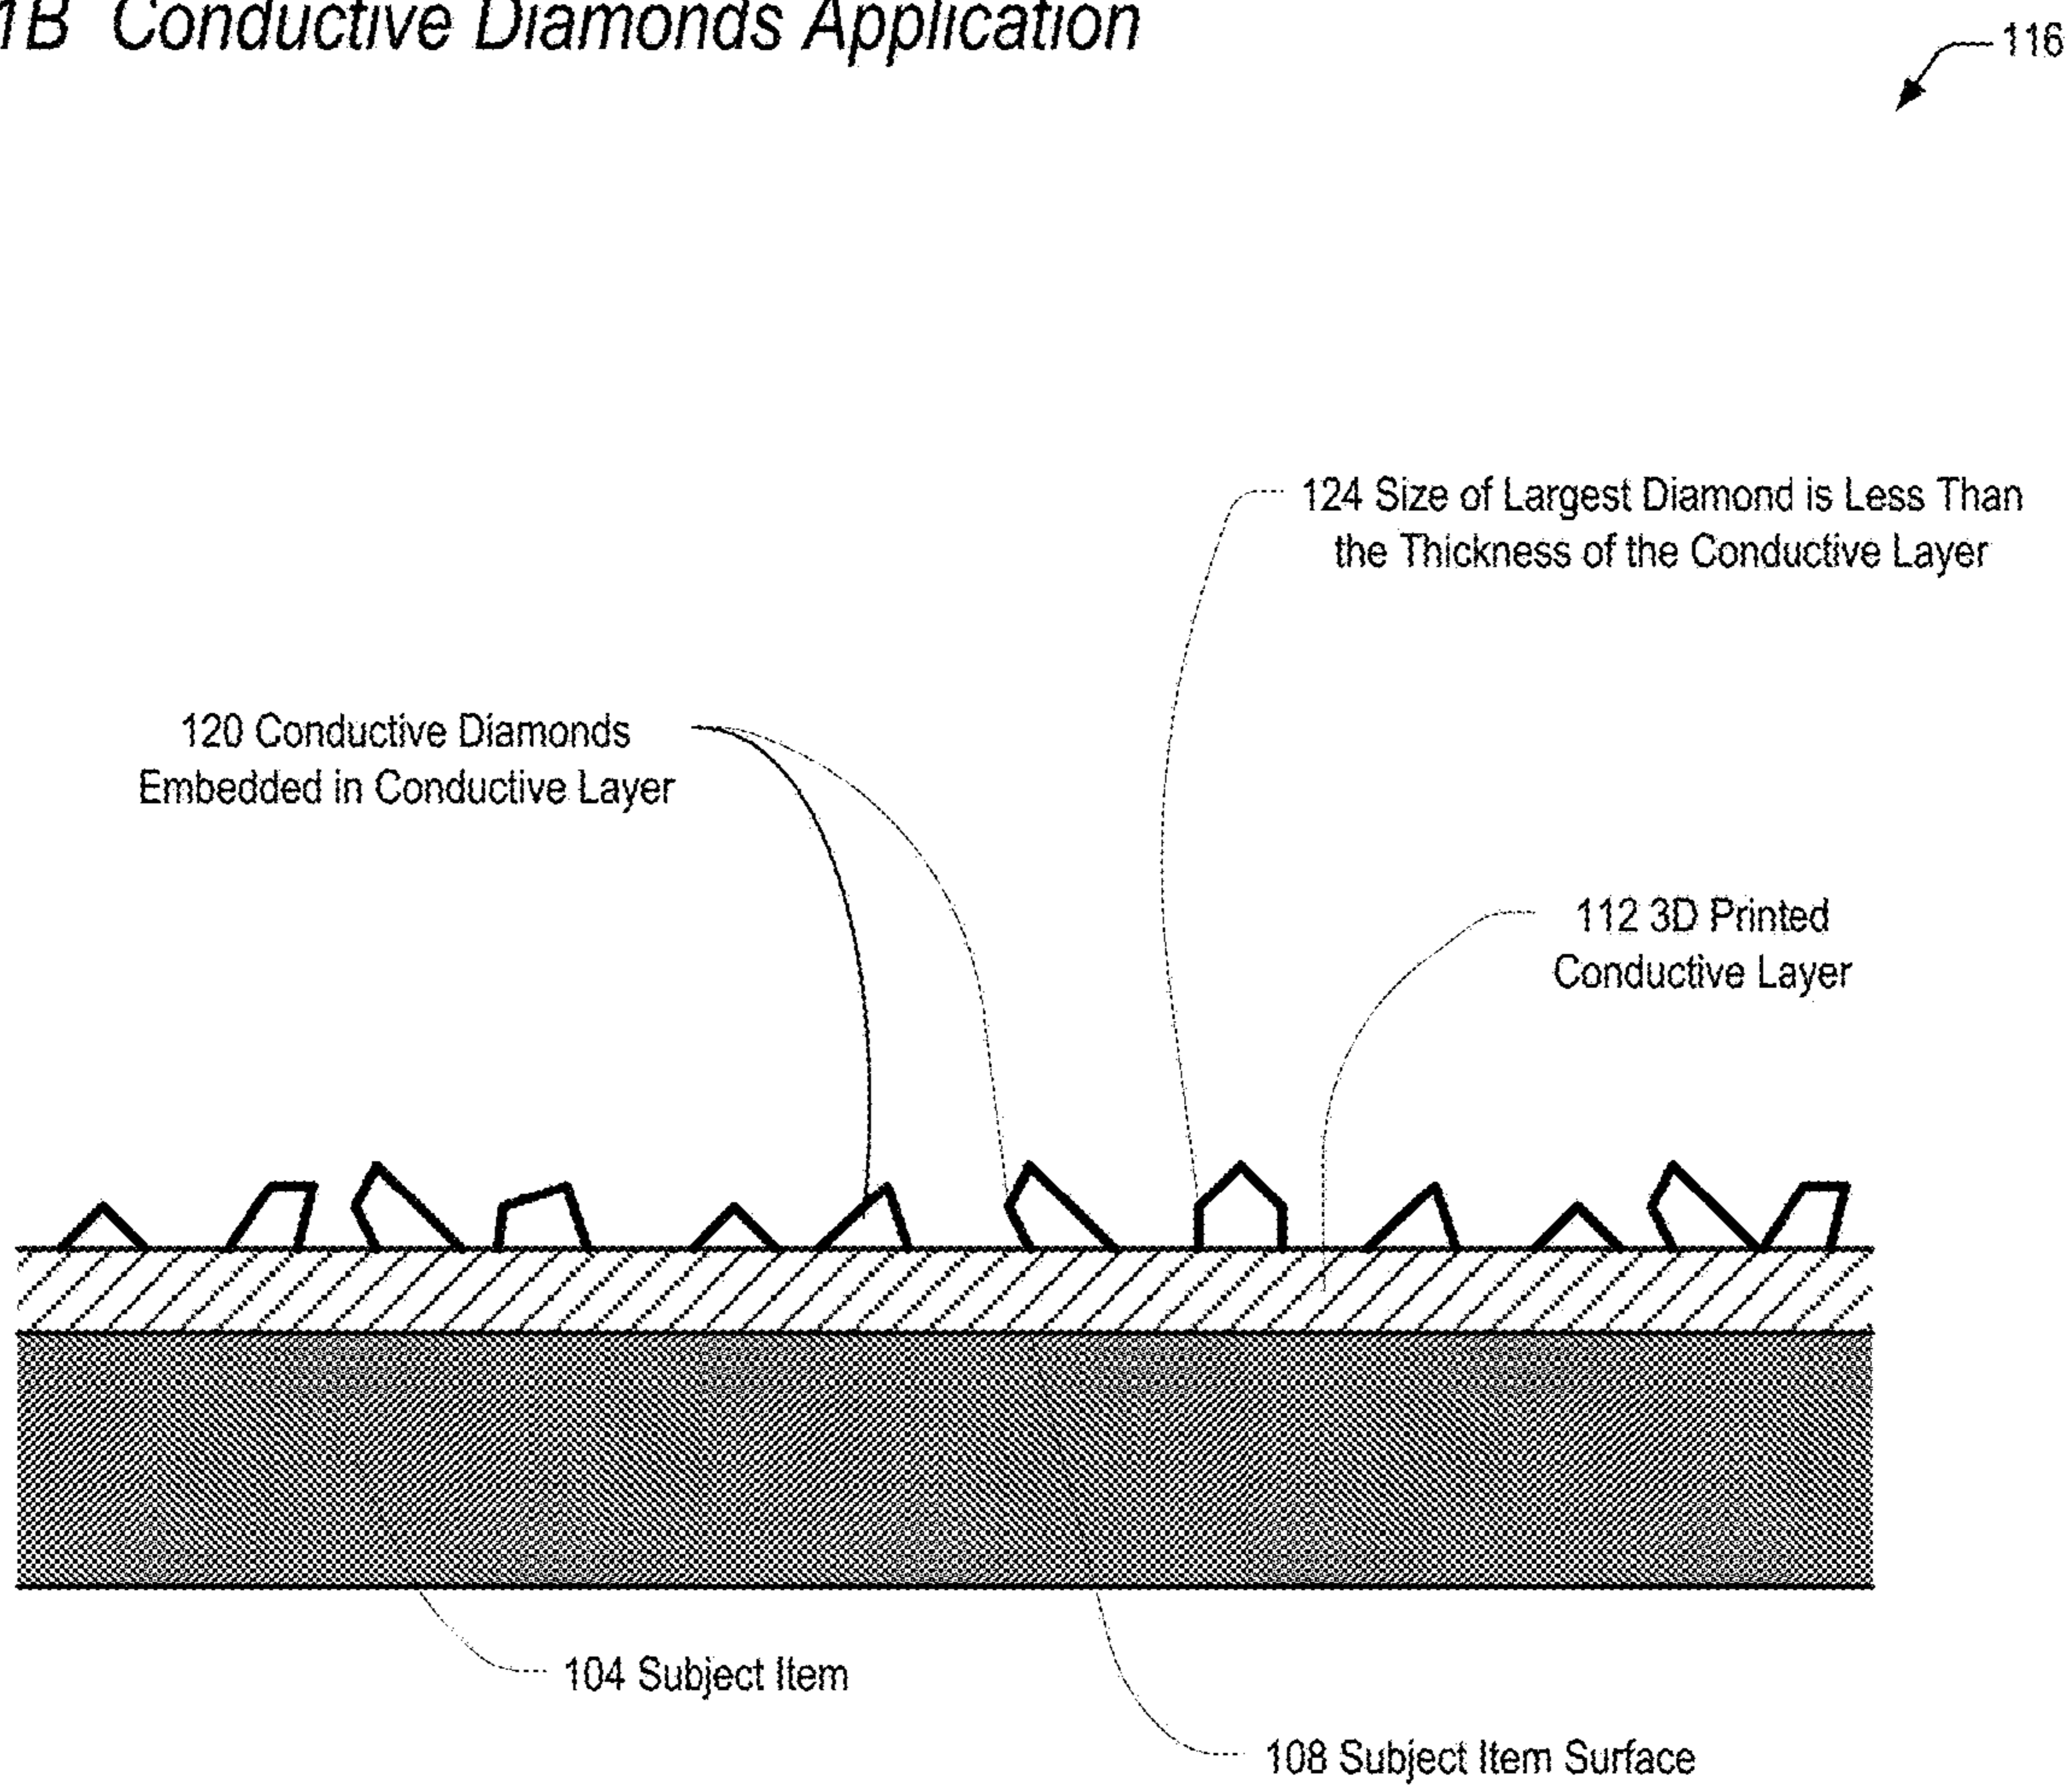 1B Conductive Diamonds Application
116
124 Size of Largest Diamond is Less Than
the Thickness of the Conductive Layer
120 Conductive Diamonds
Embedded in Conductive Layer
112 3D Printed
Conductive Layer
104 Subject Item
108 Subject Item Surface